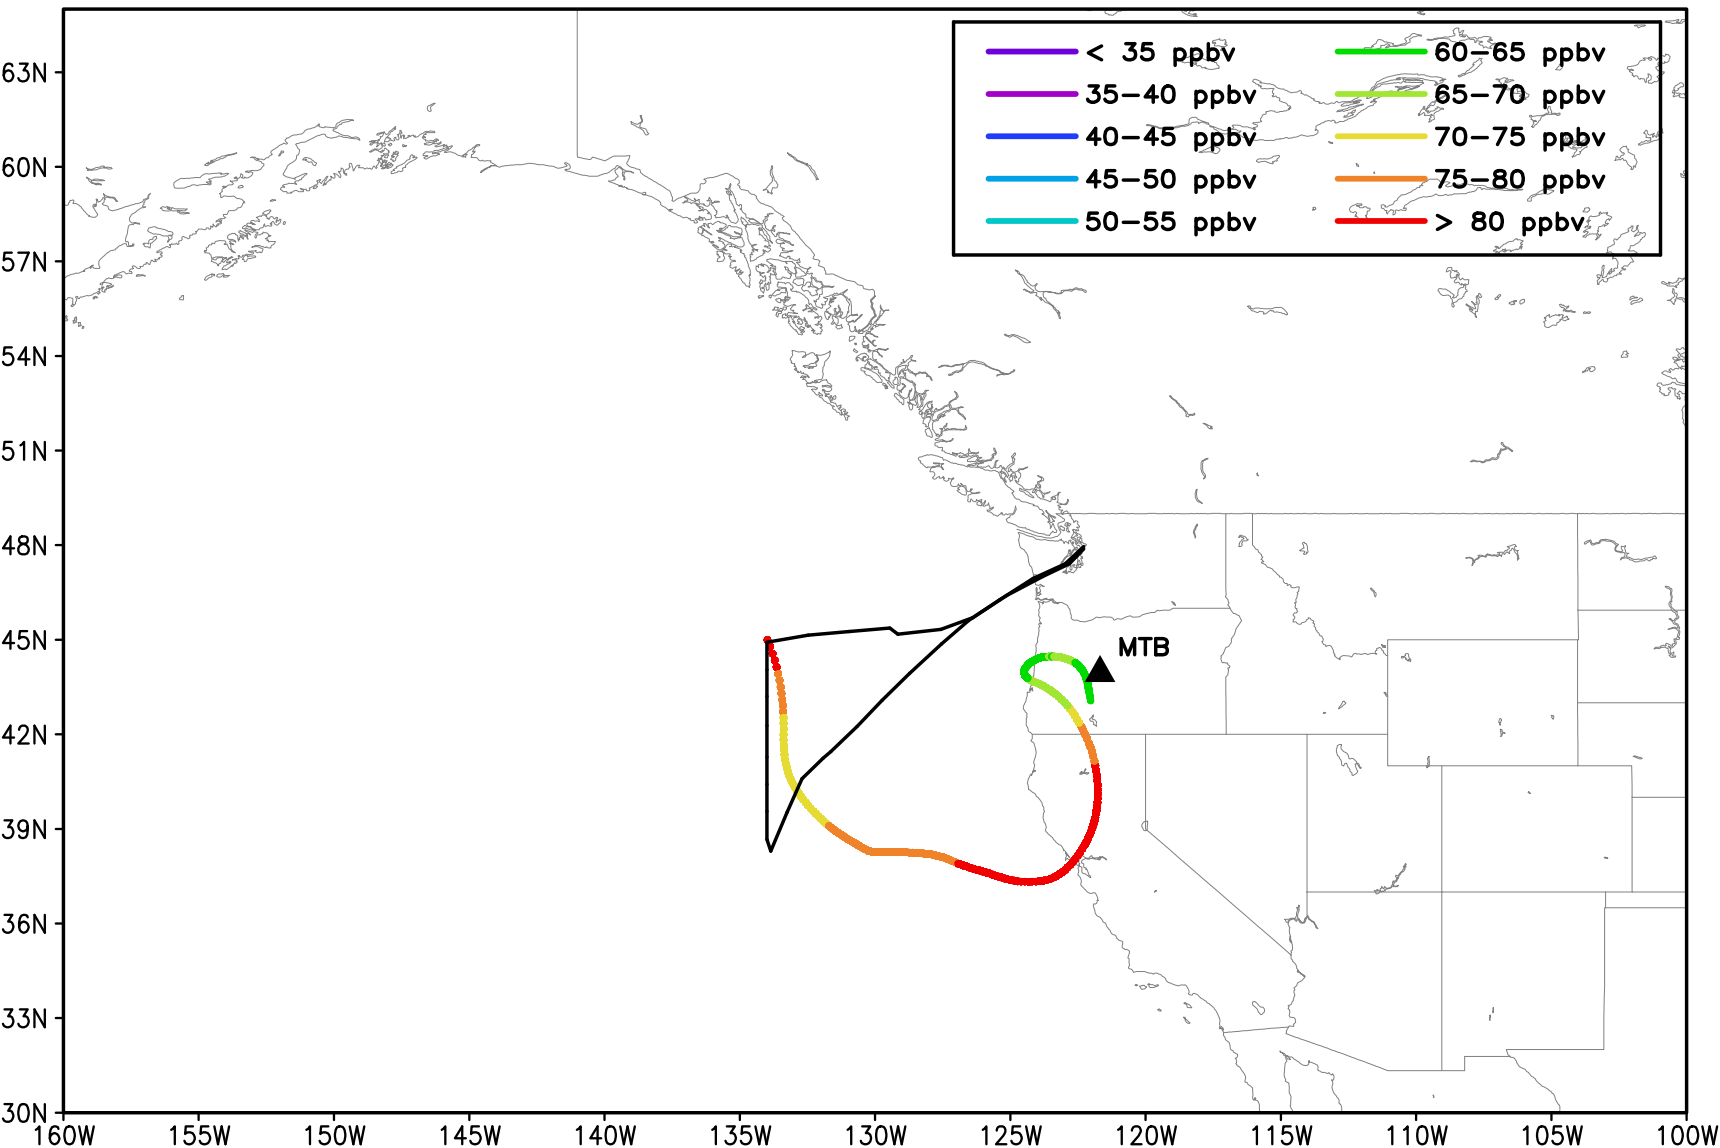 63N
60N
57N
54N
51N
48N
45N
42N
39N
36N
33N
30N
< 35 ppbv
35-40 ppbv
40-45 ppbv
45-50 ppbv
50-55 ppbv
60-65 ppbv
65-70 ppbv
70-75 ppbv
75-80 ppbv
> 80 ppbv
MTB
160W 155W 150W 145W 140W 135W 130W 125W 120W 115W 110W 105W 100W